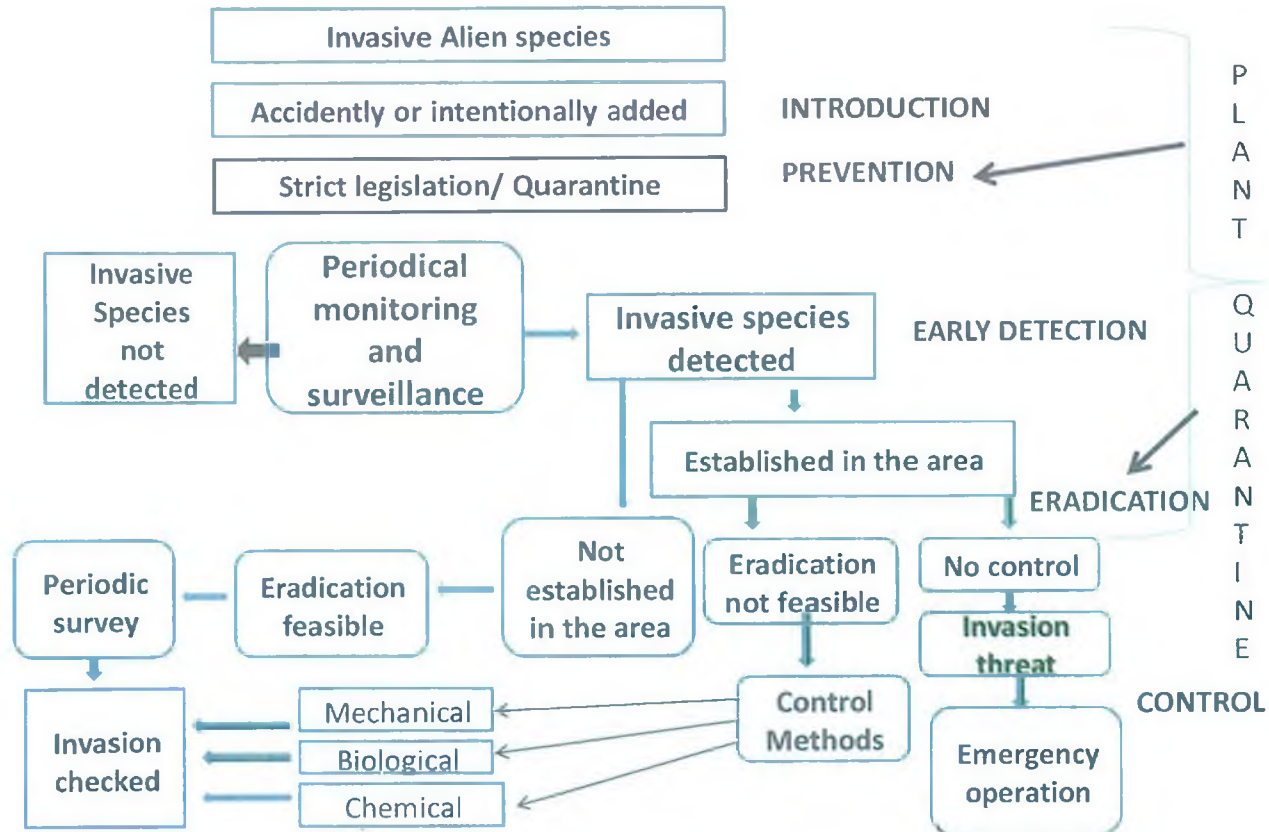 Invasive Alien species
Accidently or intentionally added
INTRODUCTION
Strict legislation/ Quarantine
PREVENTION
PLANT
QUARANTINE
Invasive
Species
not
detected
Periodical
monitoring
and
surveillance
Invasive species
detected
EARLY DETECTION
Established in the area
ERADICATION
Periodic
survey
Eradication
feasible
Not
established
in the area
Eradication
not feasible
No control
Invasion
threat
Invasion
checked
Mechanical
Biological
Chemical
Control
Methods
CONTROL
Emergency
operation